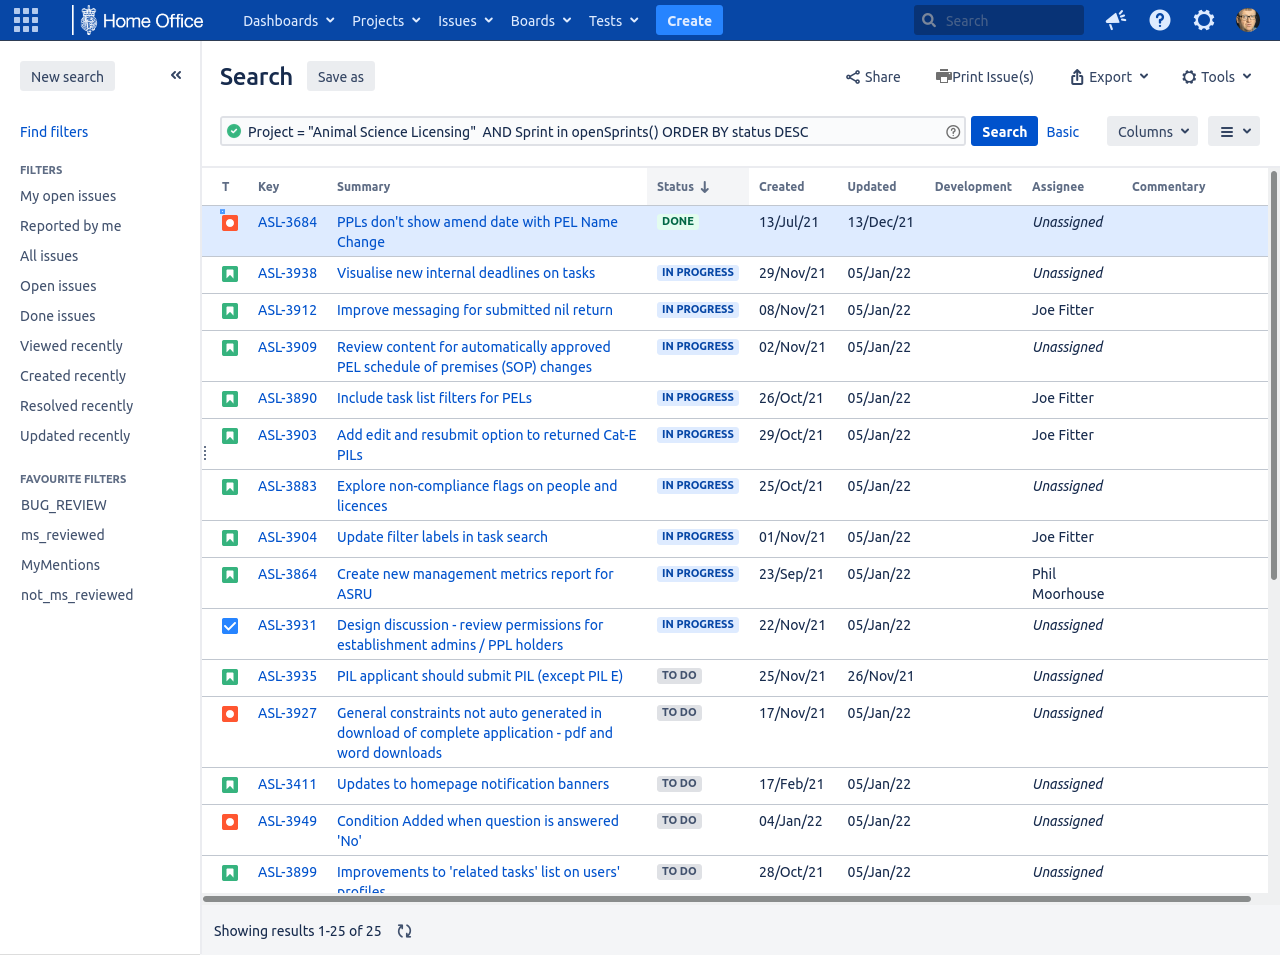 Home Office Dashboards Projects Issues Boards Tests Create Search
New search
Find filters
FILTERS
My open issues
Reported by me
All issues
Open issues
Done issues
Viewed recently
Created recently
Resolved recently
Updated recently
FAVOURITE FILTERS
BUG_REVIEW
ms_reviewed
MyMentions
not_ms_reviewed
Search Save as Share Print Issue(s) Export Tools
Project = "Animal Science Licensing" AND Sprint in openSprints() ORDER BY status DESC Search Basic Columns
T Key Summary Status Created Updated Development Assignee Commentary
ASL-3684 PPLs don't show amend date with PEL Name DONE 13/Jul/21 13/Dec/21 Unassigned
Change
ASL-3938 Visualise new internal deadlines on tasks IN PROGRESS 29/Nov/21 05/Jan/22 Unassigned
ASL-3912 Improve messaging for submitted nil return IN PROGRESS 08/Nov/21 05/Jan/22 Joe Fitter
ASL-3909 Review content for automatically approved IN PROGRESS 02/Nov/21 05/Jan/22 Unassigned
PEL schedule of premises (SOP) changes
ASL-3890 Include task list filters for PELs IN PROGRESS 26/Oct/21 05/Jan/22 Joe Fitter
ASL-3903 Add edit and resubmit option to returned Cat-E IN PROGRESS 29/Oct/21 05/Jan/22 Joe Fitter
PILs
ASL-3883 Explore non-compliance flags on people and IN PROGRESS 25/Oct/21 05/Jan/22 Unassigned
licences
ASL-3904 Update filter labels in task search IN PROGRESS 01/Nov/21 05/Jan/22 Joe Fitter
ASL-3864 Create new management metrics report for IN PROGRESS 23/Sep/21 05/Jan/22 Phil
ASRU Moorhouse
ASL-3931 Design discussion - review permissions for IN PROGRESS 22/Nov/21 05/Jan/22 Unassigned
establishment admins / PPL holders
ASL-3935 PIL applicant should submit PIL (except PIL E) TO DO 25/Nov/21 26/Nov/21 Unassigned
ASL-3927 General constraints not auto generated in TO DO 17/Nov/21 05/Jan/22 Unassigned
download of complete application - pdf and
word downloads
ASL-3411 Updates to homepage notification banners TO DO 17/Feb/21 05/Jan/22 Unassigned
ASL-3949 Condition Added when question is answered TO DO 04/Jan/22 05/Jan/22 Unassigned
'No'
ASL-3899 Improvements to 'related tasks' list on users' TO DO 28/Oct/21 05/Jan/22 Unassigned
profiles
Showing results 1-25 of 25